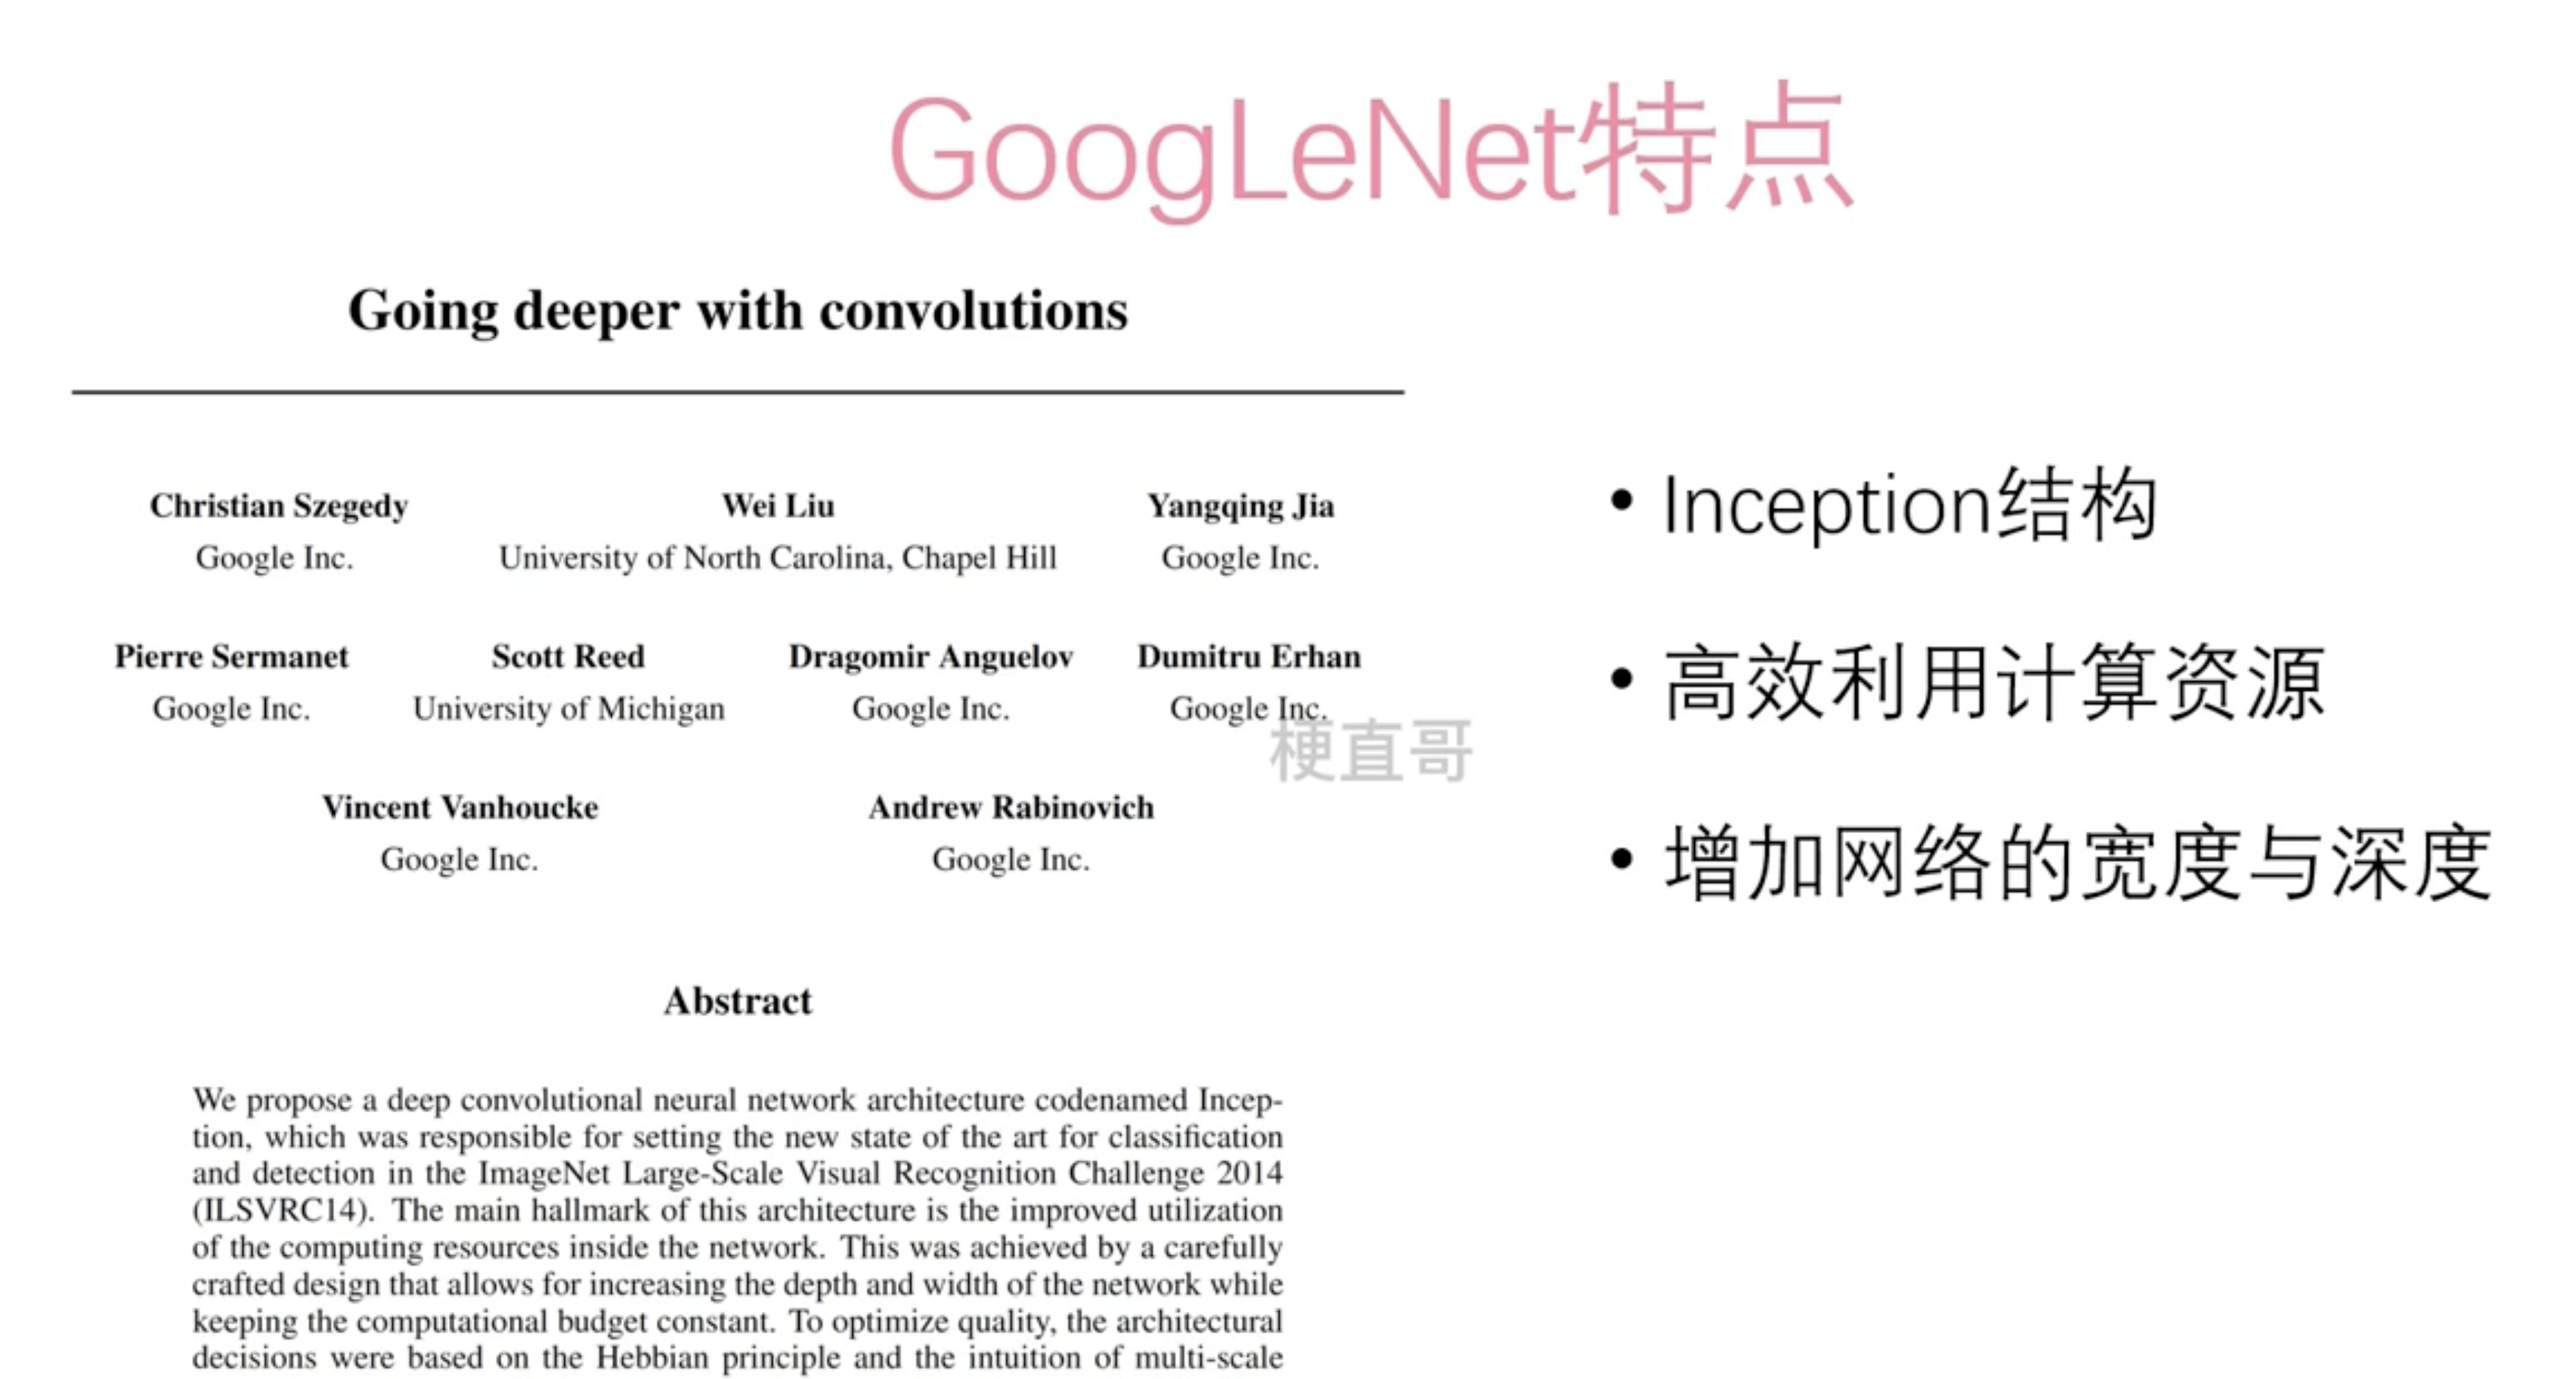 GoogLeNet特点
Going deeper with convolutions
Christian Szegedy
Google Inc.
Wei Liu
University of North Carolina, Chapel Hill
Yangqing Jia
Google Inc.
Pierre Sermanet
Google Inc.
Scott Reed
University of Michigan
Dragomir Anguelov
Google Inc.
Dumitru Erhan
Google Inc.
Vincent Vanhoucke
Google Inc.
Andrew Rabinovich
Google Inc.
Abstract
We propose a deep convolutional neural network architecture codenamed Incep-
tion, which was responsible for setting the new state of the art for classification
and detection in the ImageNet Large-Scale Visual Recognition Challenge 2014
(ILSVRC14). The main hallmark of this architecture is the improved utilization
of the computing resources inside the network. This was achieved by a carefully
crafted design that allows for increasing the depth and width of the network while
keeping the computational budget constant. To optimize quality, the architectural
decisions were based on the Hebbian principle and the intuition of multi-scale
梗直哥
• Inception结构
• 高效利用计算资源
• 增加网络的宽度与深度